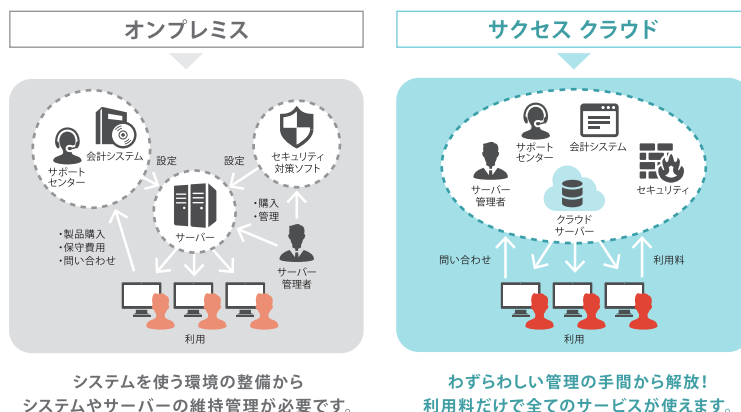 オンプレミス
サポート
センター
会計システム
設定
設定
セキュリティ
対策ソフト
サーバー
・購入
・管理
・製品購入
・保守費用
・問い合わせ
サーバー
管理者
利用
システムを使う環境の整備から
システムやサーバーの維持管理が必要です。
サクセス クラウド
サポート
センター
会計システム
サーバー
管理者
セキュリティ
クラウド
サーバー
問い合わせ
利用料
利用
わずらわしい管理の手間から解放!
利用料だけで全てのサービスが使えます。